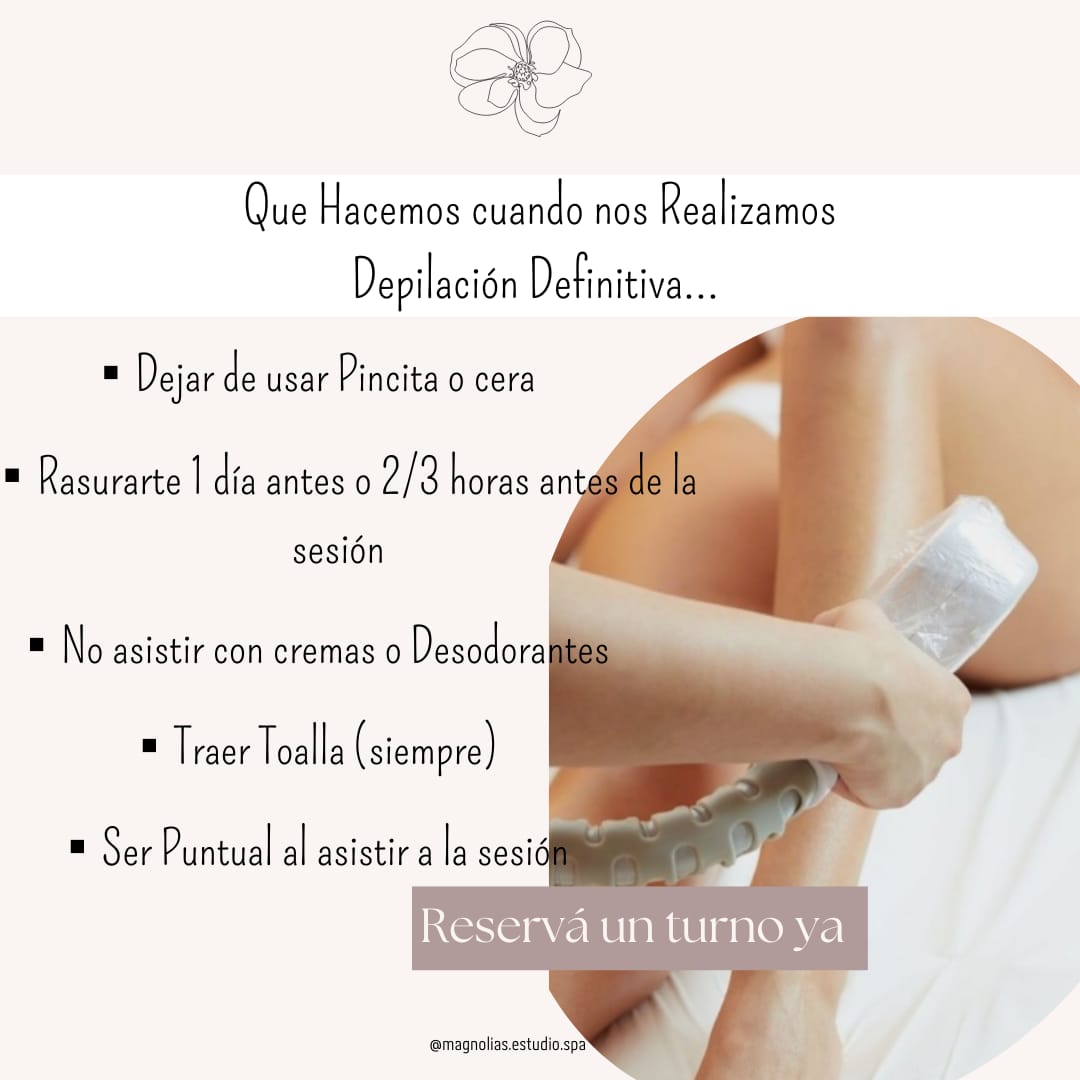 Que Hacemos cuando nos Realizamos
Depilación Definitiva...
▪ Dejar de usar Pincita o cera
▪ Rasurarte 1 día antes o 2/3 horas antes de la
sesión
▪ No asistir con cremas o Desodorantes
▪ Traer Toalla (siempre)
▪ Ser Puntual al asistir a la sesión
Reservá un turno ya
@magnolias.estudio.spa